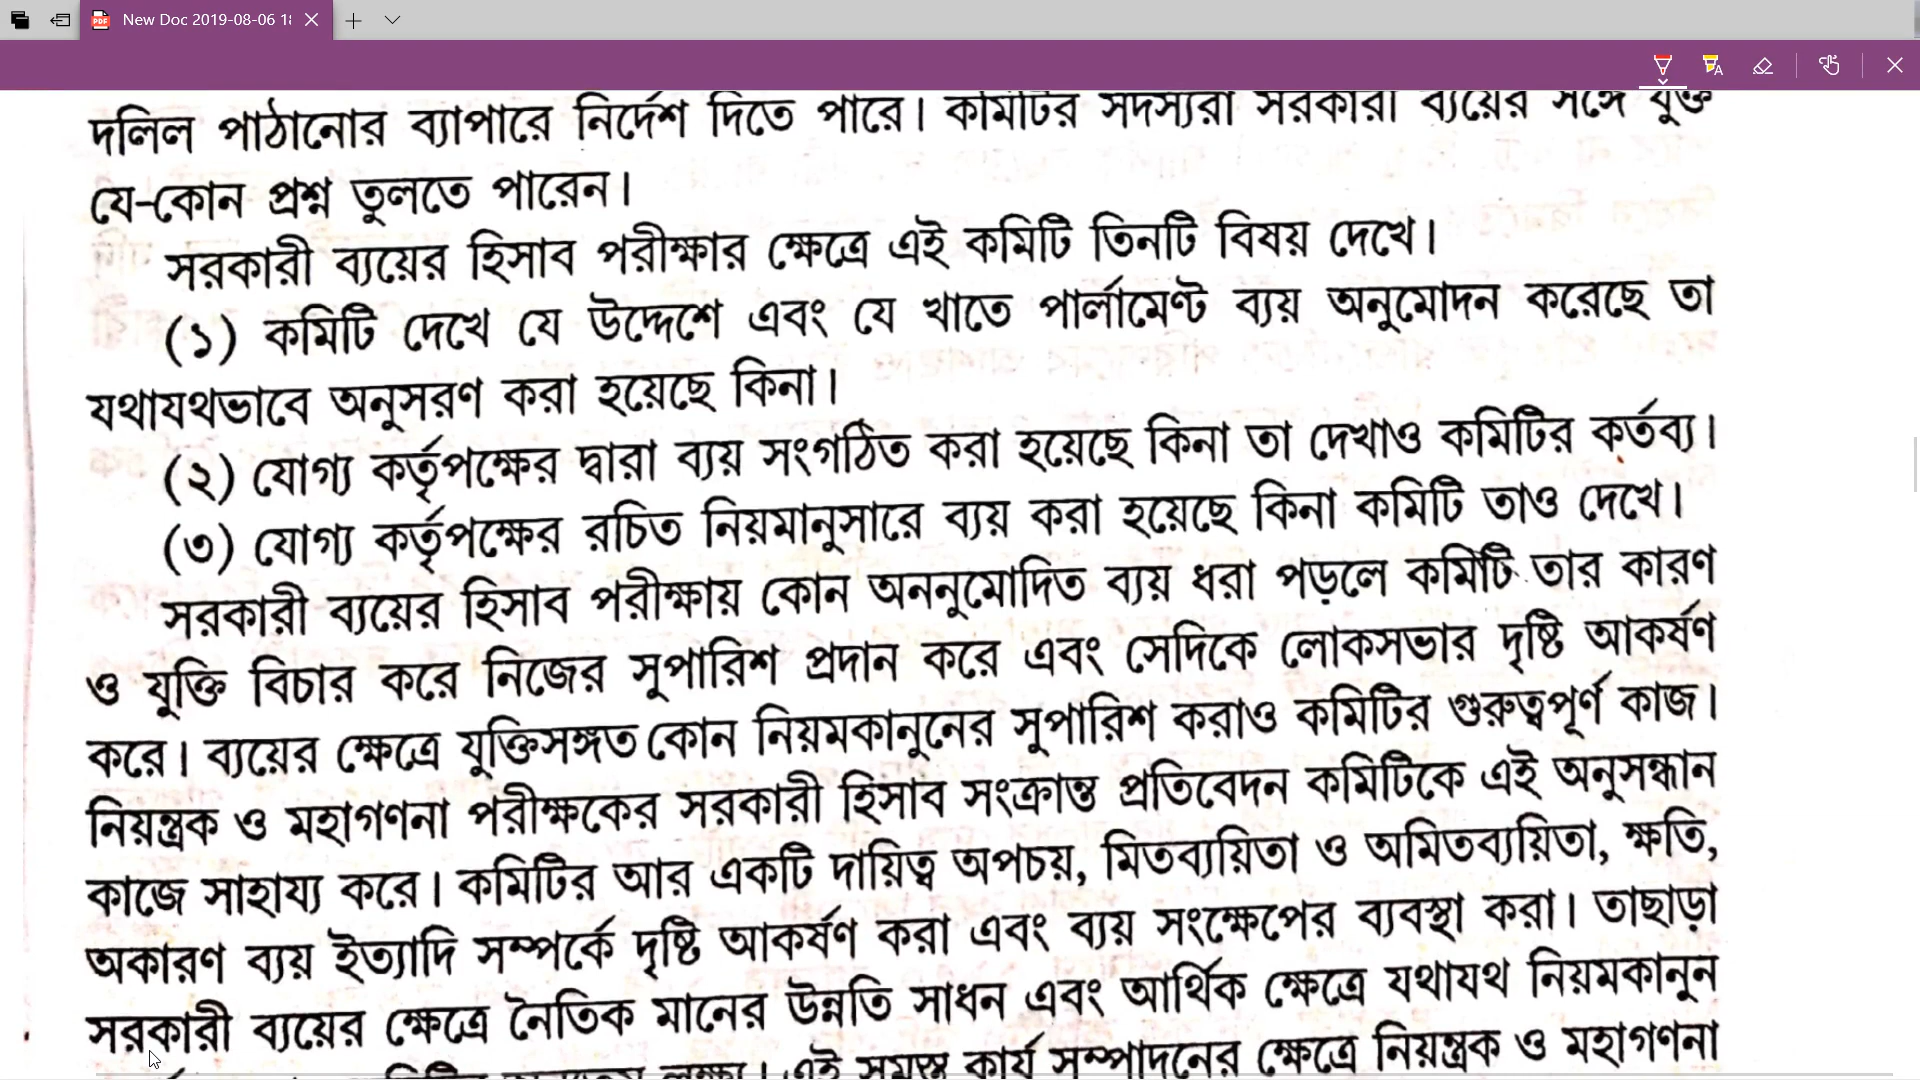 New Doc 2019-08-06 18
দলিল পাঠানোর ব্যাপারে নির্দেশ দিতে পারে। কমিটির সদস্যরা সরকারী ব্যয়ের সঙ্গে যুক্ত
যে-কোন প্রশ্ন তুলতে পারেন।
সরকারী ব্যয়ের হিসাব পরীক্ষার ক্ষেত্রে এই কমিটি তিনটি বিষয় দেখে।
(১) কমিটি দেখে যে উদ্দেশে এবং যে খাতে পার্লামেণ্ট ব্যয় অনুমোদন করেছে তা
যথাযথভাবে অনুসরণ করা হয়েছে কিনা।
(২) যোগ্য কর্তৃপক্ষের দ্বারা ব্যয় সংগঠিত করা হয়েছে কিনা তা দেখাও কমিটির কর্তব্য।
(৩) যোগ্য কর্তৃপক্ষের রচিত নিয়মানুসারে ব্যয় করা হয়েছে কিনা কমিটি তাও দেখে।
সরকারী ব্যয়ের হিসাব পরীক্ষায় কোন অননুমোদিত ব্যয় ধরা পড়লে কমিটি তার কারণ
ও যুক্তি বিচার করে নিজের সুপারিশ প্রদান করে এবং সেদিকে লোকসভার দৃষ্টি আকর্ষণ
করে। ব্যয়ের ক্ষেত্রে যুক্তিসঙ্গত কোন নিয়মকানুনের সুপারিশ করাও কমিটির গুরুত্বপূর্ণ কাজ।
নিয়ন্ত্রক ও মহাগণনা পরীক্ষকের সরকারী হিসাব সংক্রান্ত প্রতিবেদন কমিটিকে এই অনুসন্ধান
কাজে সাহায্য করে। কমিটির আর একটি দায়িত্ব অপচয়, মিতব্যয়িতা ও অমিতব্যয়িতা, ক্ষতি,
অকারণ ব্যয় ইত্যাদি সম্পর্কে দৃষ্টি আকর্ষণ করা এবং ব্যয় সংক্ষেপের ব্যবস্থা করা। তাছাড়া
সরকারী ব্যয়ের ক্ষেত্রে নৈতিক মানের উন্নতি সাধন এবং আর্থিক ক্ষেত্রে যথাযথ নিয়মকানুন
লক্ষ্য। এই সমস্ত কার্য সম্পাদনের ক্ষেত্রে নিয়ন্ত্রক ও মহাগণনা